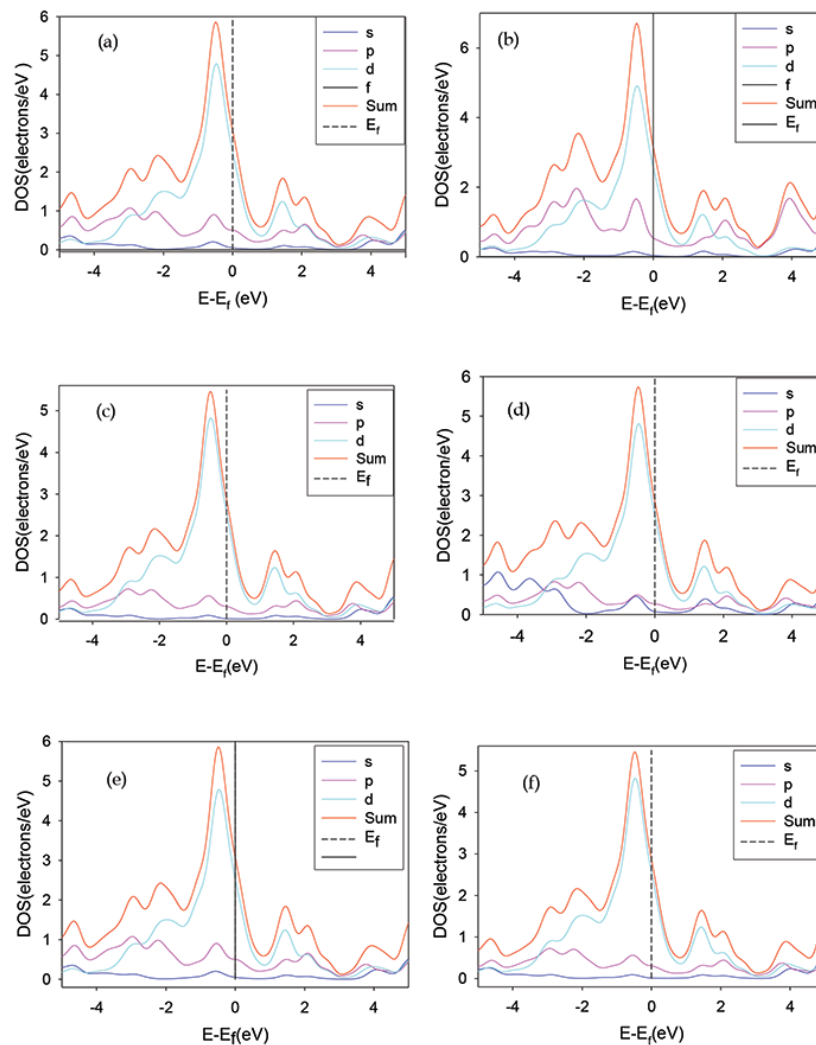 (a)
s
p
d
f
Sum
E_f
DOS(electrons/eV )
6
5
4
3
2
1
0
-4 -2 0 2 4
E-E_f (eV)
(b)
s
p
d
f
Sum
E_f
DOS(electrons/eV)
6
4
2
0
-4 -2 0 2 4
E-E_f(eV)
(c)
s
p
d
Sum
E_f
DOS(electrons/eV)
5
4
3
2
1
0
-4 -2 0 2 4
E-E_f(eV)
(d)
s
p
d
Sum
E_f
DOS(electron/eV)
6
5
4
3
2
1
0
-4 -2 0 2 4
E-E_f(eV)
(e)
s
p
d
Sum
E_f
DOS(electrons/eV)
6
5
4
3
2
1
0
-4 -2 0 2 4
E-E_f(eV)
(f)
s
p
d
Sum
E_f
DOS(electrons/eV)
5
4
3
2
1
0
-4 -2 0 2 4
E-E_f(eV)